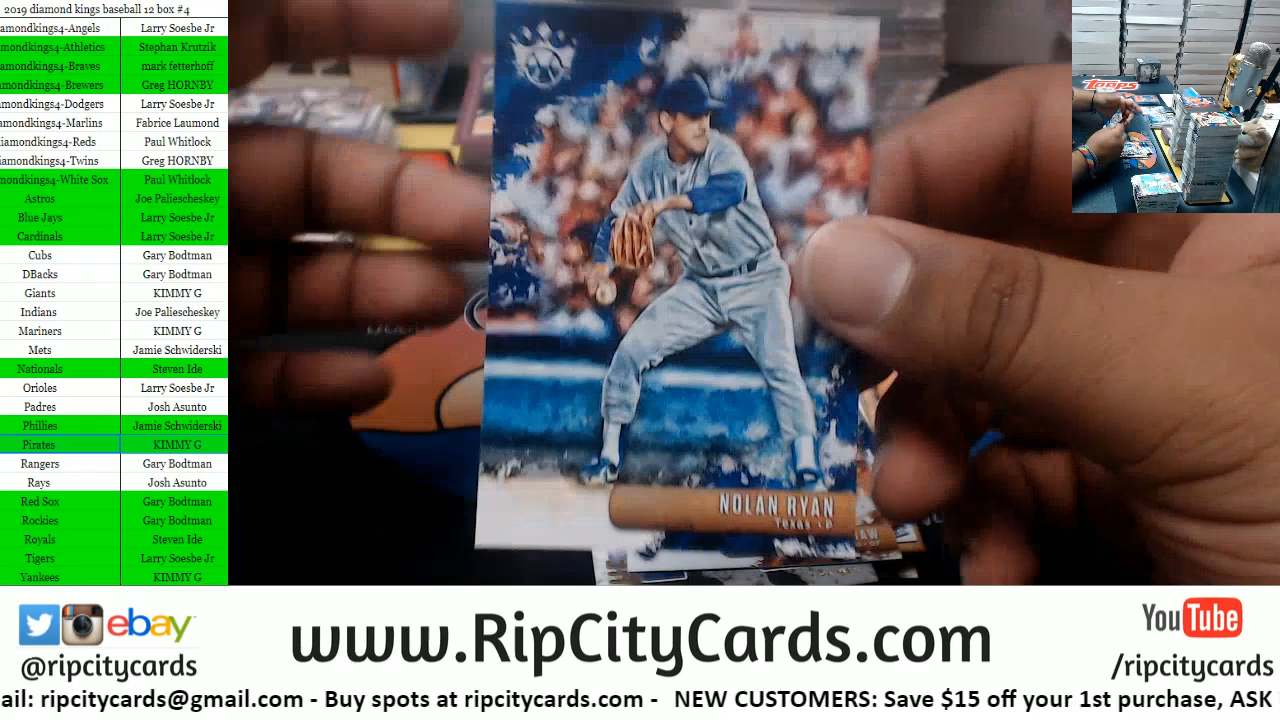 2019 diamond kings baseball 12 box #4
amondkings4-Angels Larry Soesbe Jr
mondkings4-Athletics Stephan Krutzik
amondkings4-Braves mark fetterhoff
amondkings4-Brewers Greg HORNBY
amondkings4-Dodgers Larry Soesbe Jr
amondkings4-Marlins Fabrice Laumond
iamondkings4-Reds Paul Whitlock
iamondkings4-Twins Greg HORNBY
mondkings4-White Sox Paul Whitlock
Astros Joe Paliescheskey
Blue Jays Larry Soesbe Jr
Cardinals Larry Soesbe Jr
Cubs Gary Bodtman
DBacks Gary Bodtman
Giants KIMMY G
Indians Joe Paliescheskey
Mariners KIMMY G
Mets Jamie Schwiderski
Nationals Steven Ide
Orioles Larry Soesbe Jr
Padres Josh Asunto
Phillies Jamie Schwiderski
Pirates KIMMY G
Rangers Gary Bodtman
Rays Josh Asunto
Red Sox Gary Bodtman
Rockies Gary Bodtman
Royals Steven Ide
Tigers Larry Soesbe Jr
Yankees KIMMY G
NOLAN RYAN
Texas • P
AW
Topps
ebay
@ripcitycards
www.RipCityCards.com
YouTube
/ripcitycards
ail: ripcitycards@gmail.com - Buy spots at ripcitycards.com - NEW CUSTOMERS: Save $15 off your 1st purchase, ASK